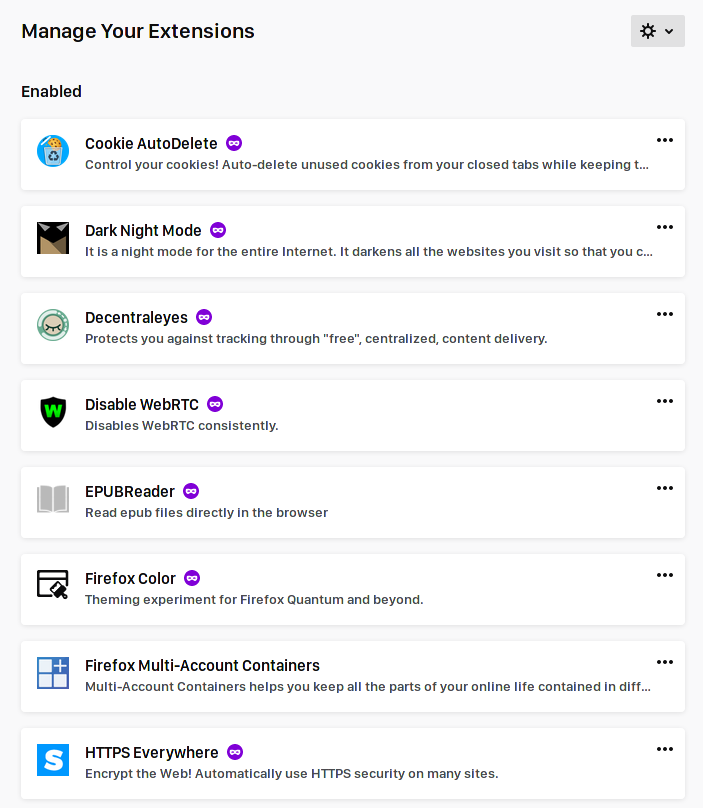 Manage Your Extensions
Enabled
Cookie AutoDelete
Control your cookies! Auto-delete unused cookies from your closed tabs while keeping t...
Dark Night Mode
It is a night mode for the entire Internet. It darkens all the websites you visit so that you c...
Decentraleyes
Protects you against tracking through "free", centralized, content delivery.
Disable WebRTC
Disables WebRTC consistently.
EPUBReader
Read epub files directly in the browser
Firefox Color
Theming experiment for Firefox Quantum and beyond.
Firefox Multi-Account Containers
Multi-Account Containers helps you keep all the parts of your online life contained in diff...
HTTPS Everywhere
Encrypt the Web! Automatically use HTTPS security on many sites.